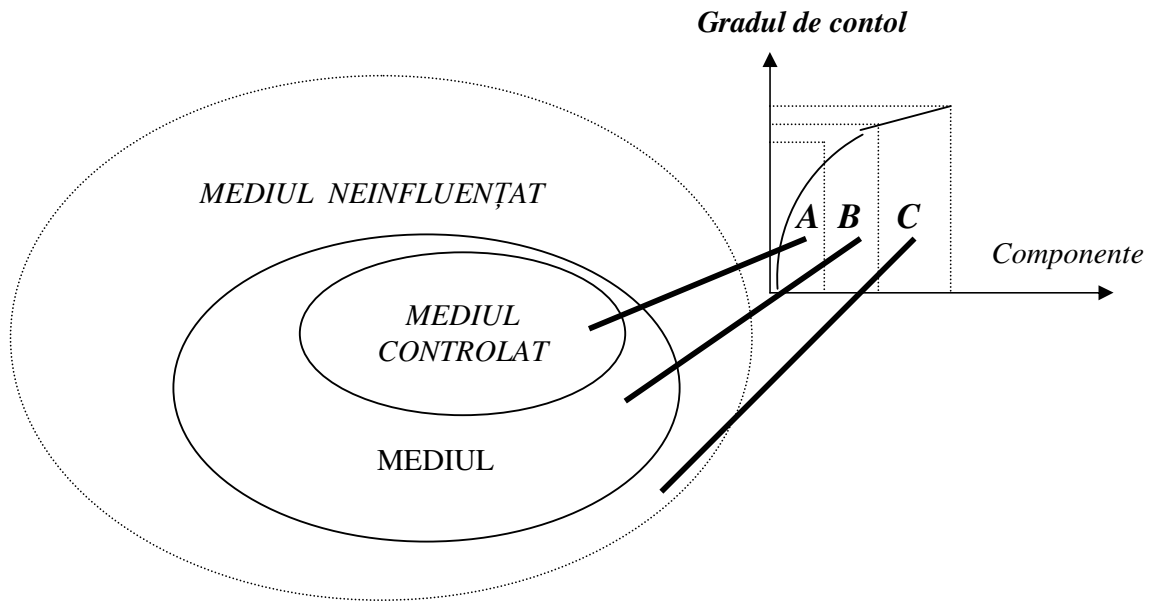 Gradul de contol
MEDIUL NEINFLUENȚAT
A B C
Componente
MEDIUL
CONTROLAT
MEDIUL